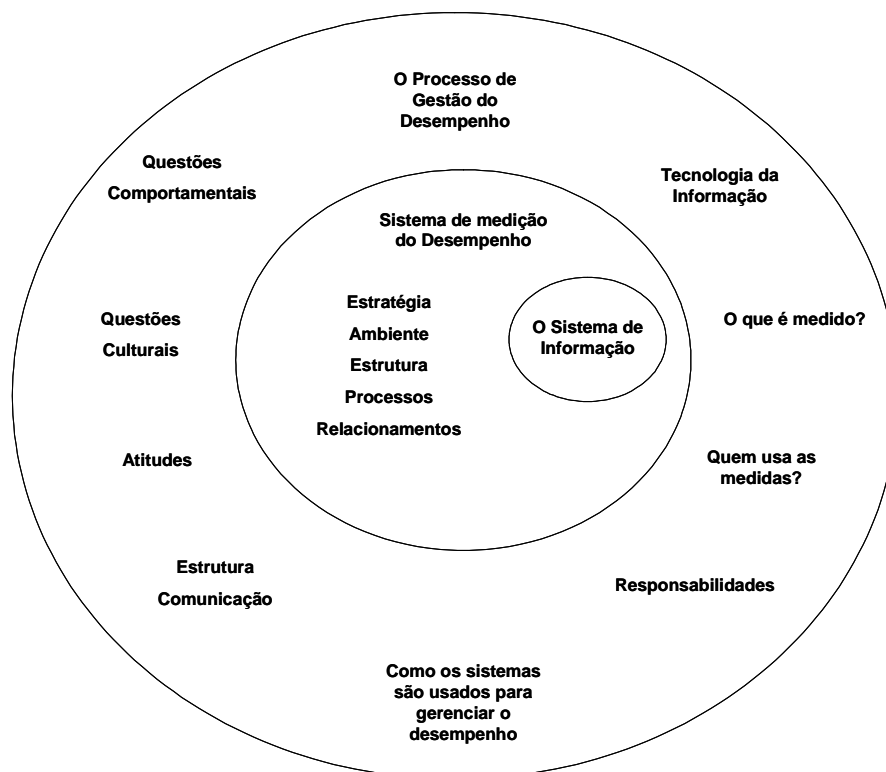 O Processo de
Gestão do
Desempenho
Questões
Comportamentais
Tecnologia da
Informação
Sistema de medição
do Desempenho
Estratégia
Ambiente
Estrutura
Processos
Relacionamentos
O Sistema de
Informação
Questões
Culturais
O que é medido?
Atitudes
Quem usa as
medidas?
Estrutura
Comunicação
Responsabilidades
Como os sistemas
são usados para
gerenciar o
desempenho